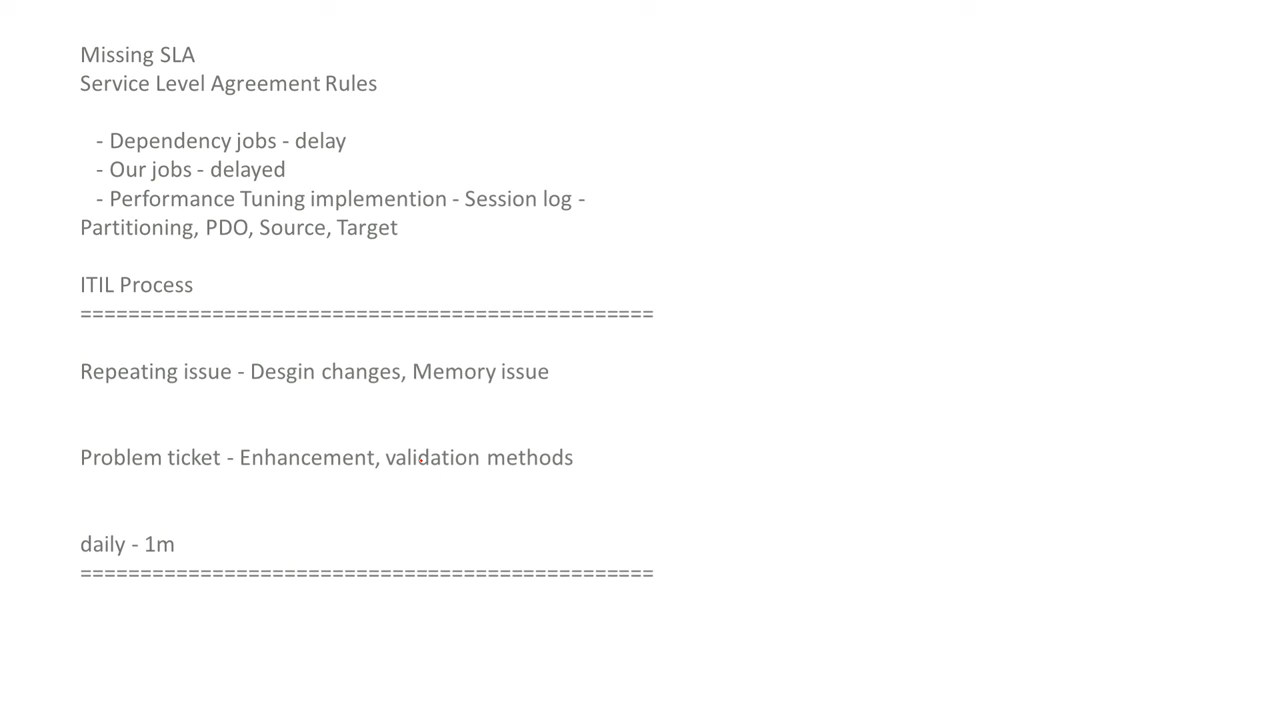 Missing SLA
Service Level Agreement Rules
- Dependency jobs - delay
- Our jobs - delayed
- Performance Tuning implemention - Session log -
Partitioning, PDO, Source, Target
ITIL Process
================================================
Repeating issue - Desgin changes, Memory issue
Problem ticket - Enhancement, validation methods
daily - 1m
================================================